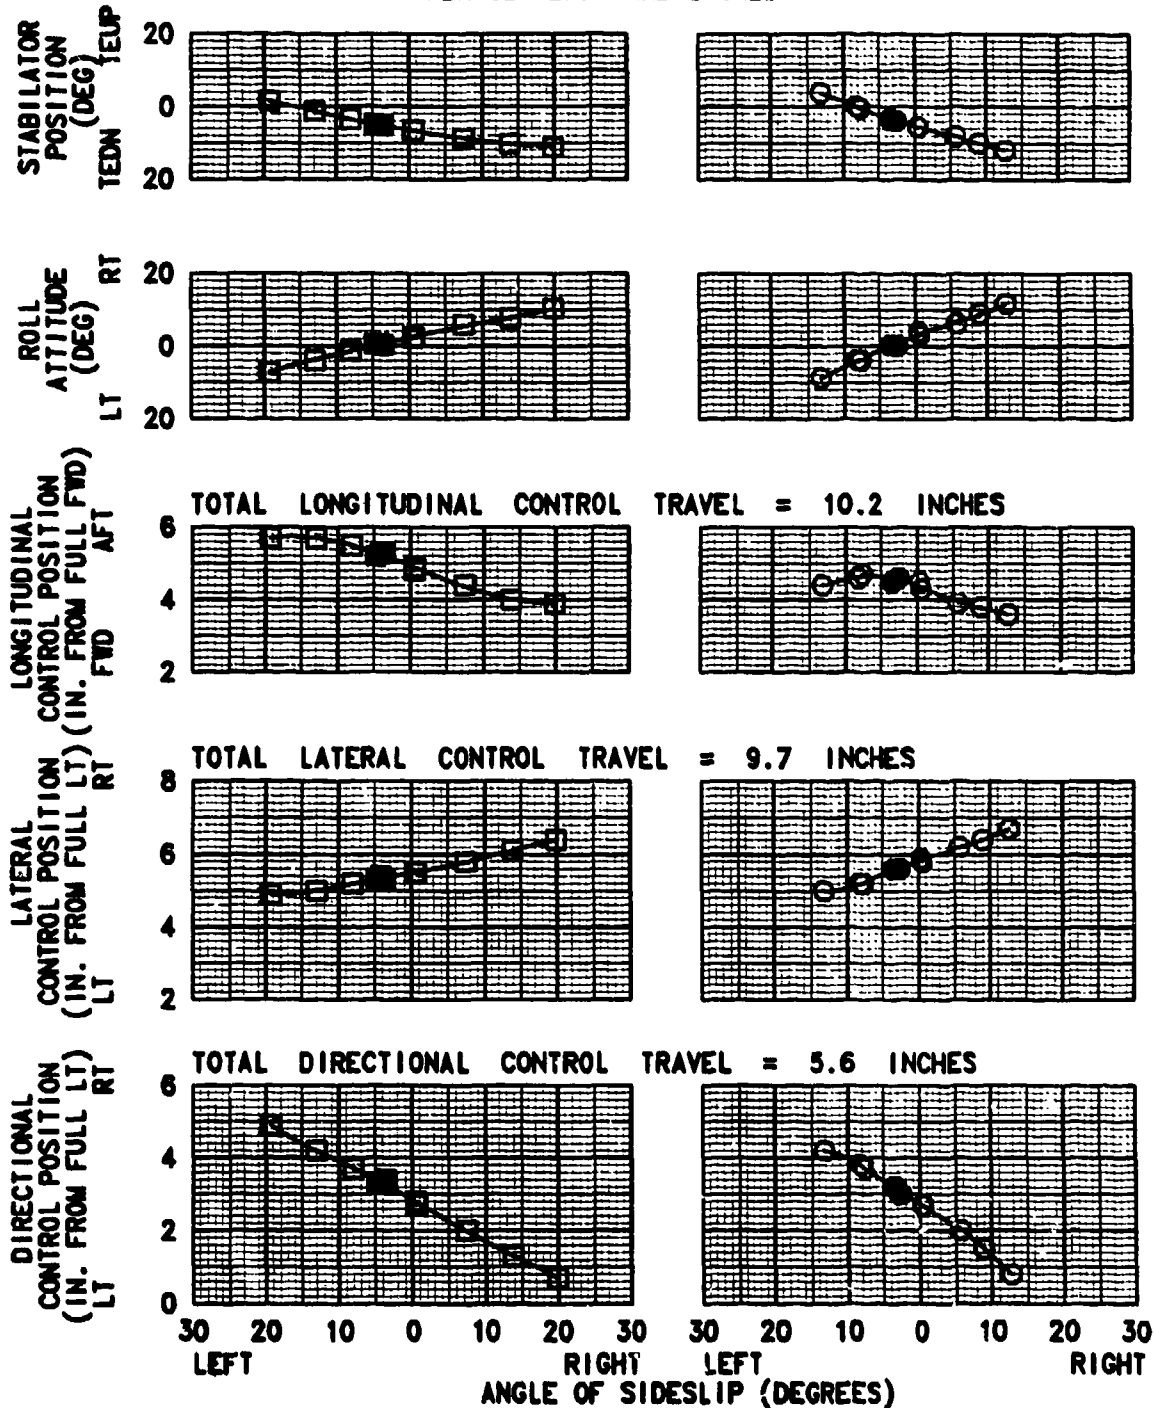 STABILATOR
POSITION
(DEG)
TEDN TEUP
20
0
20
ROLL
ATTITUDE
(DEG)
LT RT
20
0
20
TOTAL LONGITUDINAL CONTROL TRAVEL = 10.2 INCHES
LONGITUDINAL
CONTROL POSITION
(IN. FROM FULL FWD)
FWD AFT
6
4
2
TOTAL LATERAL CONTROL TRAVEL = 9.7 INCHES
LATERAL
CONTROL POSITION
(IN. FROM FULL LT)
LT RT
8
6
4
2
TOTAL DIRECTIONAL CONTROL TRAVEL = 5.6 INCHES
DIRECTIONAL
CONTROL POSITION
(IN. FROM FULL LT)
LT RT
6
4
2
0
30 20 10 0 10 20 30 30 20 10 0 10 20 30
LEFT RIGHT LEFT RIGHT
ANGLE OF SIDESLIP (DEGREES)